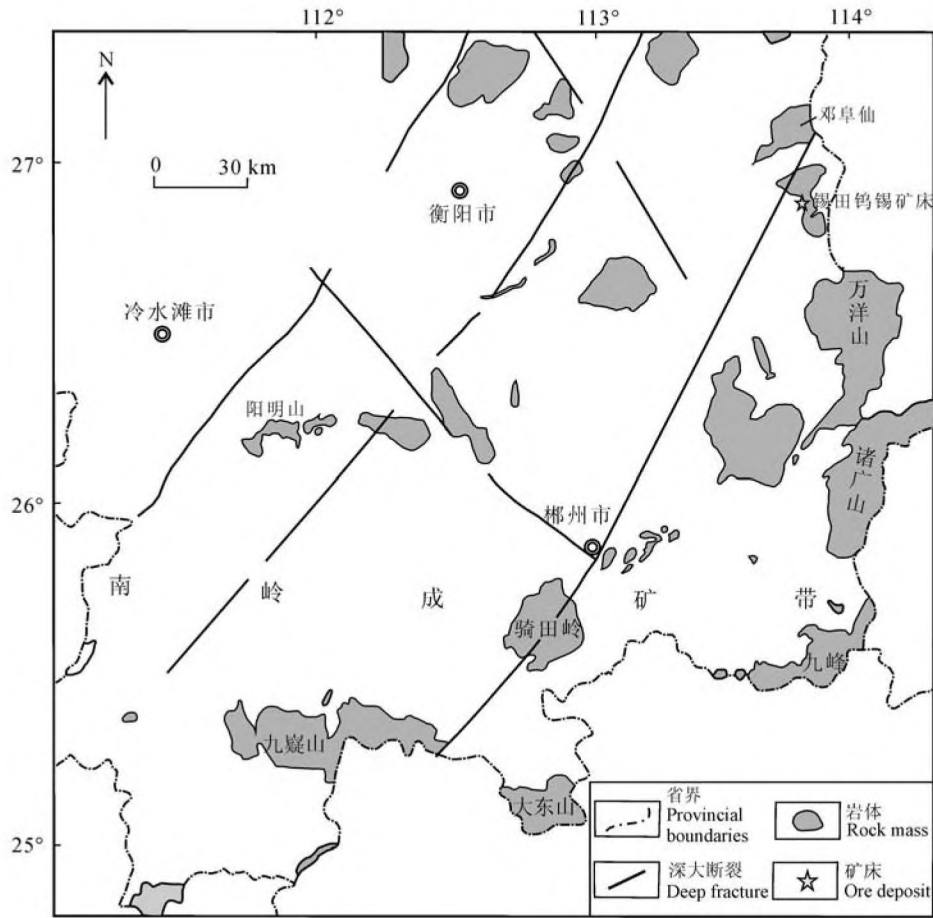 112°
113°
114°
N
邓阜仙
27°
0 30 km
锡田钨锡矿床
衡阳市
万洋山
冷水滩市
阳明山
诸广山
26°
郴州市
南岭成矿带
骑田岭
九峰
九嶷山
大东山
25°
省界
Provincial
boundaries
岩体
Rock mass
深大断裂
Deep fracture
矿床
Ore deposit